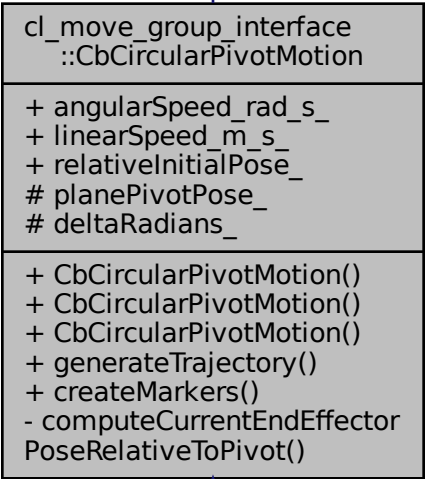 cl_move_group_interface
::CbCircularPivotMotion
+ angularSpeed_rad_s_
+ linearSpeed_m_s_
+ relativeInitialPose_
# planePivotPose_
# deltaRadians_
+ CbCircularPivotMotion()
+ CbCircularPivotMotion()
+ CbCircularPivotMotion()
+ generateTrajectory()
+ createMarkers()
- computeCurrentEndEffector
PoseRelativeToPivot()